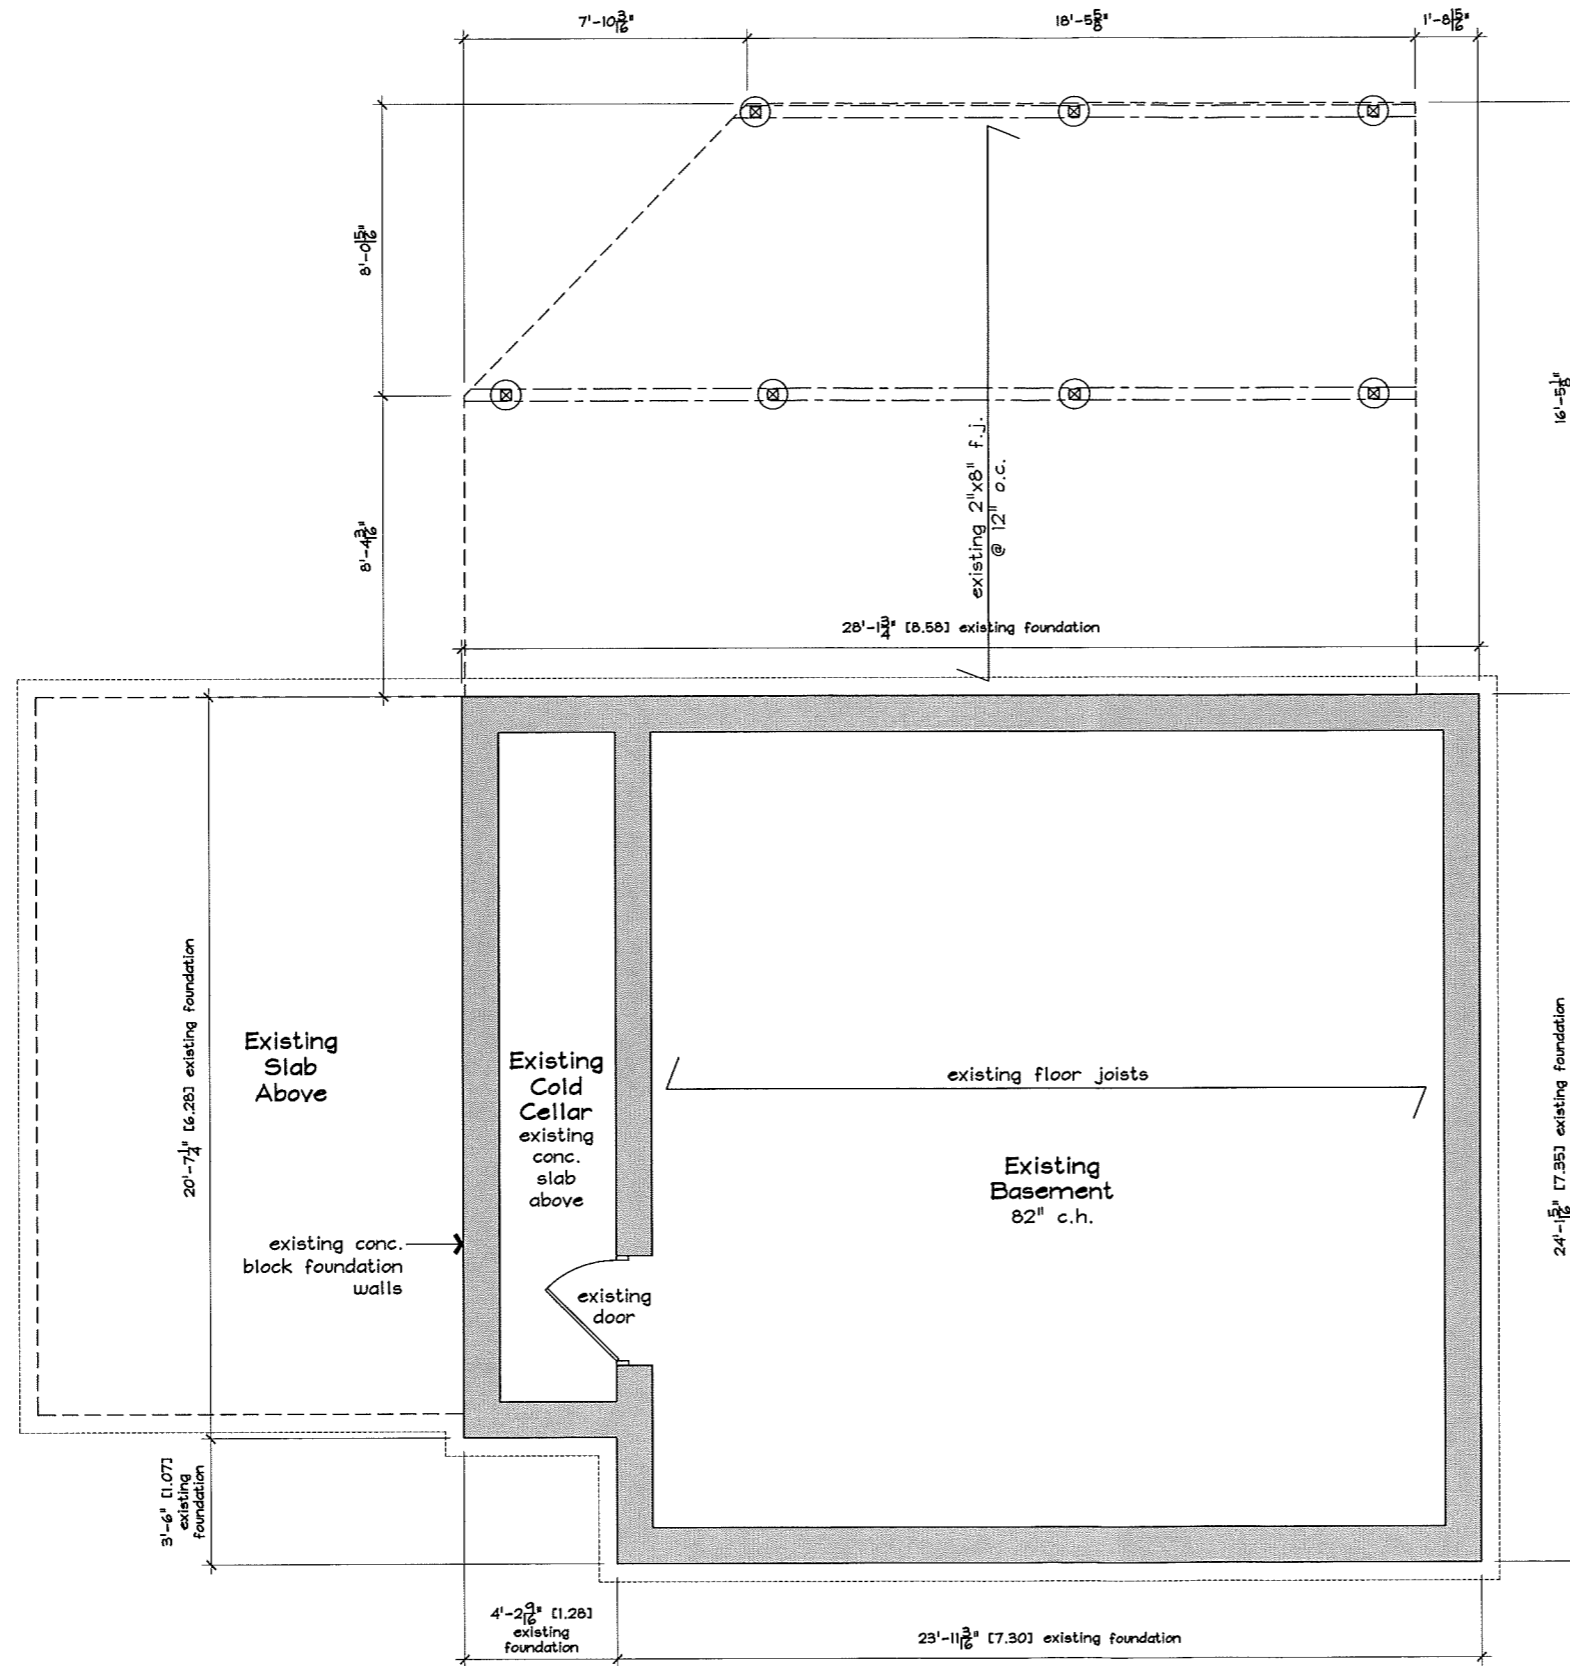 7'-10 3/16"
18'-5 5/8"
1'-8 15/16"
8'-0 5/16"
16'-5 1/8"
existing 2"x8" f.j.
@ 12" o.c.
8'-4 3/16"
28'-1 3/4" [8.58] existing foundation
20'-7 1/4" [6.28] existing foundation
Existing
Slab
Above
Existing
Cold
Cellar
existing
conc.
slab
above
existing floor joists
Existing
Basement
82" c.h.
24'-1 5/16" [7.35] existing foundation
existing conc.
block foundation
walls
existing
door
3'-6" [1.07]
existing
foundation
4'-2 9/16" [1.28]
existing
foundation
23'-11 3/16" [7.30] existing foundation